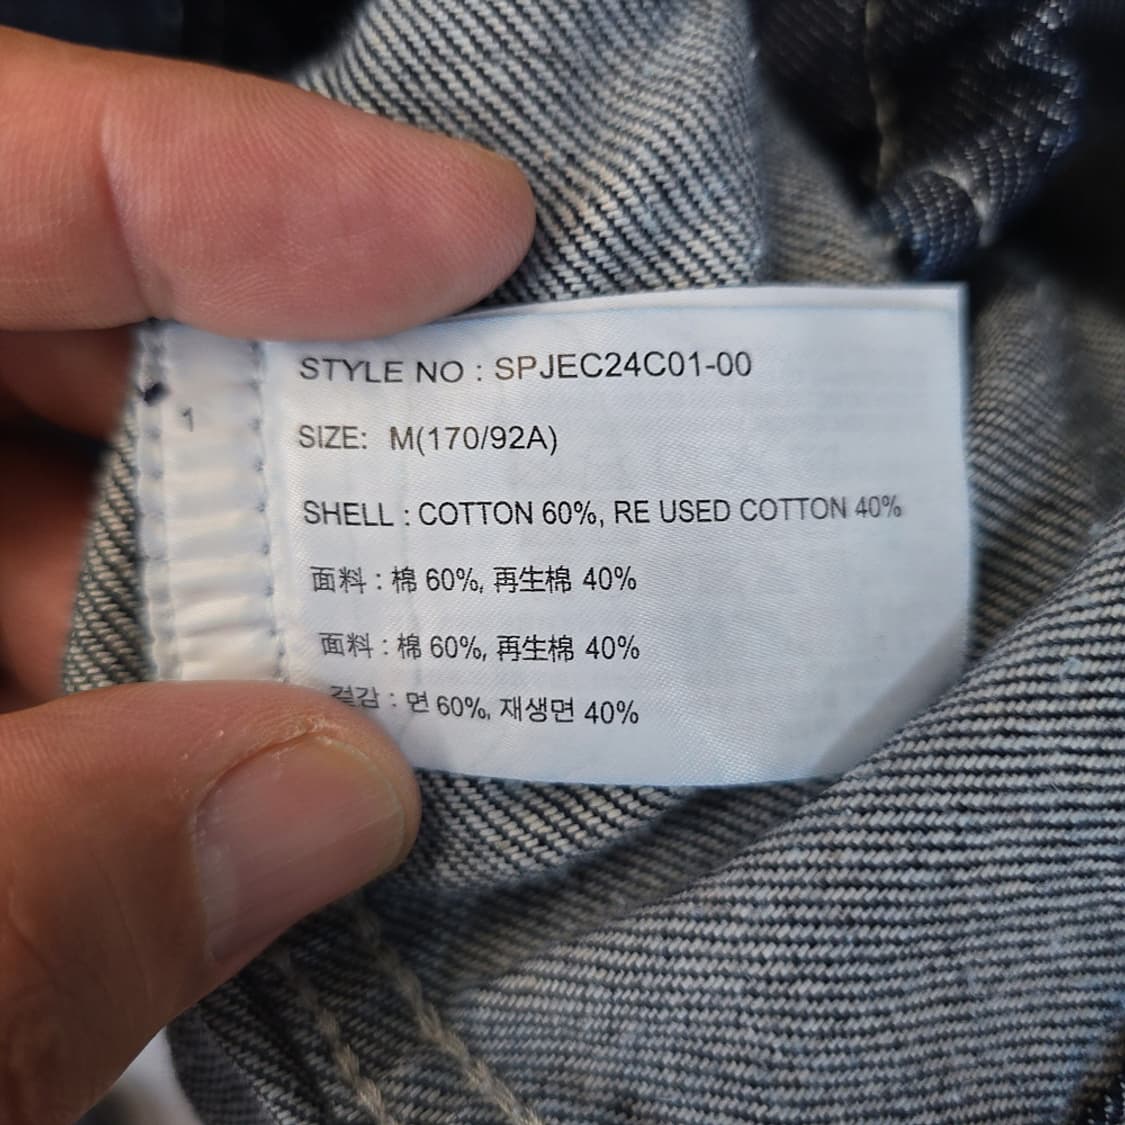 STYLE NO : SPJEC24C01-00
1
SIZE: M(170/92A)
SHELL : COTTON 60%, RE USED COTTON 40%
面料 : 棉 60%, 再生棉 40%
面料 : 棉 60%, 再生棉 40%
겉감 : 면 60%, 재생면 40%